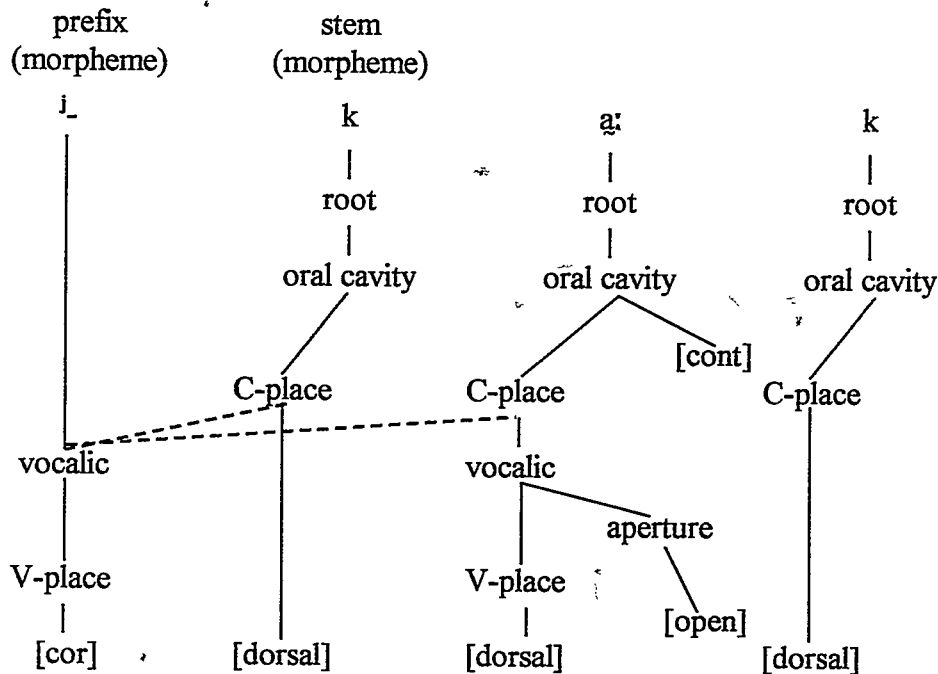 prefix stem
(morpheme) (morpheme)
j_ k a̰ː k
root root root
oral cavity oral cavity oral cavity
[cont]
C-place C-place C-place
vocalic vocalic
aperture
V-place V-place
[open]
[cor] [dorsal] [dorsal] [dorsal]